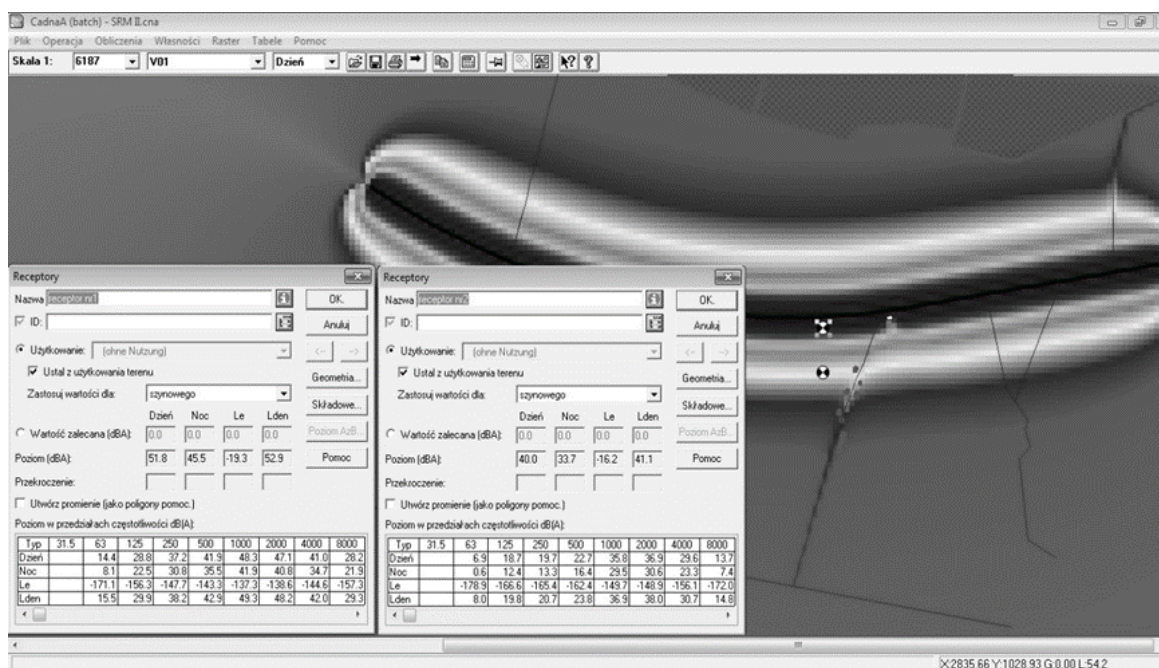 CadnaA (batch) - SRM II.cna
Plik Operacja Obliczenia Własności Raster Tabele Pomoc
Skala 1: 6187 V01 Dzień
Receptory
Nazwa receptor nr1 OK.
ID: Anuluj
Użytkowanie: (ohne Nutzung) <-- -->
Ustal z użytkowania terenu Geometria...
Zastosuj wartości dla: szynowego Składowe...
Dzień Noc Le Lden
Wartość zalecana (dBA): 0.0 0.0 0.0 0.0 Poziom AzB...
Poziom (dBA): 51.8 45.5 -19.3 52.9 Pomoc
Przekroczenie:
Utwórz promienie (jako poligony pomoc.)
Poziom w przedziałach częstotliwości dB(A):
Typ 31.5 63 125 250 500 1000 2000 4000 8000
Dzień 14.4 28.8 37.2 41.9 48.3 47.1 41.0 28.2
Noc 8.1 22.5 30.8 35.5 41.9 40.8 34.7 21.9
Le -171.1 -156.3 -147.7 -143.3 -137.3 -138.6 -144.6 -157.3
Lden 15.5 29.9 38.2 42.9 49.3 48.2 42.0 29.3
Receptory
Nazwa receptor nr2 OK.
ID: Anuluj
Użytkowanie: (ohne Nutzung) <-- -->
Ustal z użytkowania terenu Geometria...
Zastosuj wartości dla: szynowego Składowe...
Dzień Noc Le Lden
Wartość zalecana (dBA): 0.0 0.0 0.0 0.0 Poziom AzB...
Poziom (dBA): 40.0 33.7 -16.2 41.1 Pomoc
Przekroczenie:
Utwórz promienie (jako poligony pomoc.)
Poziom w przedziałach częstotliwości dB(A):
Typ 31.5 63 125 250 500 1000 2000 4000 8000
Dzień 6.9 18.7 19.7 22.7 35.8 36.9 29.6 13.7
Noc 0.6 12.4 13.3 16.4 29.5 30.6 23.3 7.4
Le -178.9 -166.6 -165.4 -162.4 -149.7 -148.9 -156.1 -172.0
Lden 8.0 19.8 20.7 23.8 36.9 38.0 30.7 14.8
X:2835.66 Y:1028.93 G:0.00 L:54.2